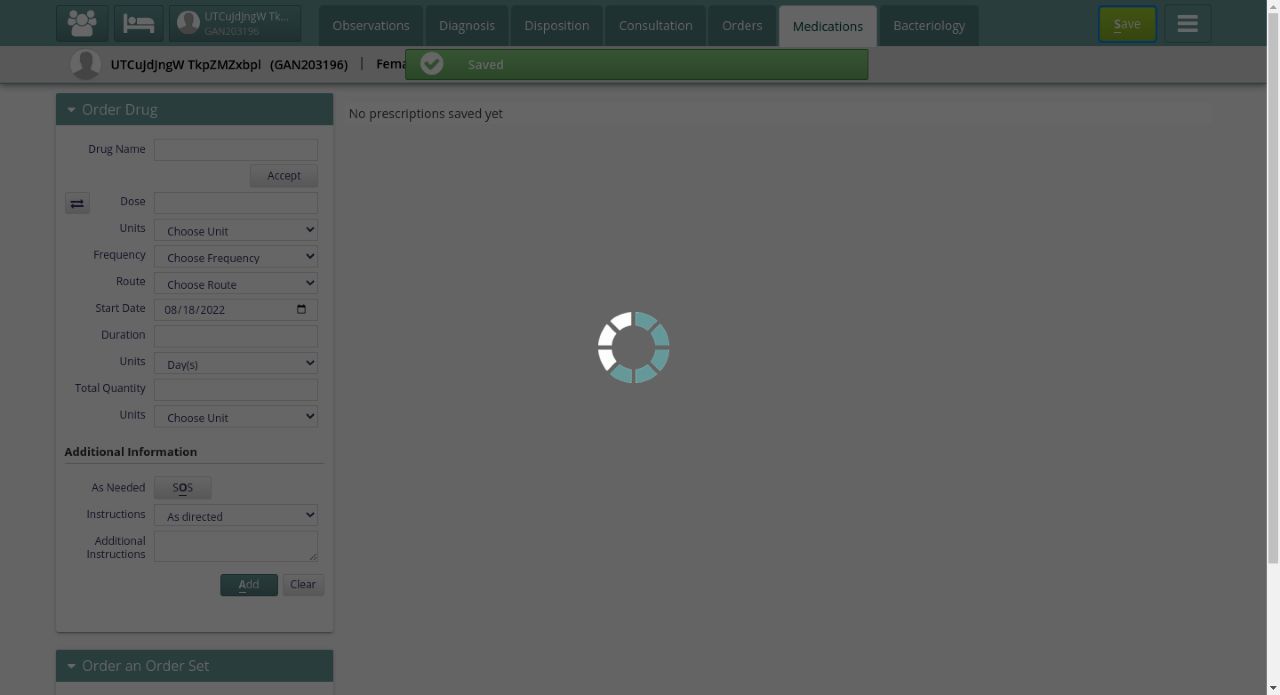 UTCuJdJngW Tk...
GAN203196
Observations
Diagnosis
Disposition
Consultation
Orders
Medications
Bacteriology
Save
UTCuJdJngW TkpZMZxbpl (GAN203196) | Fema
Saved
Order Drug
No prescriptions saved yet
Drug Name
Accept
Dose
Units Choose Unit
Frequency Choose Frequency
Route Choose Route
Start Date 08/18/2022
Duration
Units Day(s)
Total Quantity
Units Choose Unit
Additional Information
As Needed SOS
Instructions As directed
Additional
Instructions
Add Clear
Order an Order Set